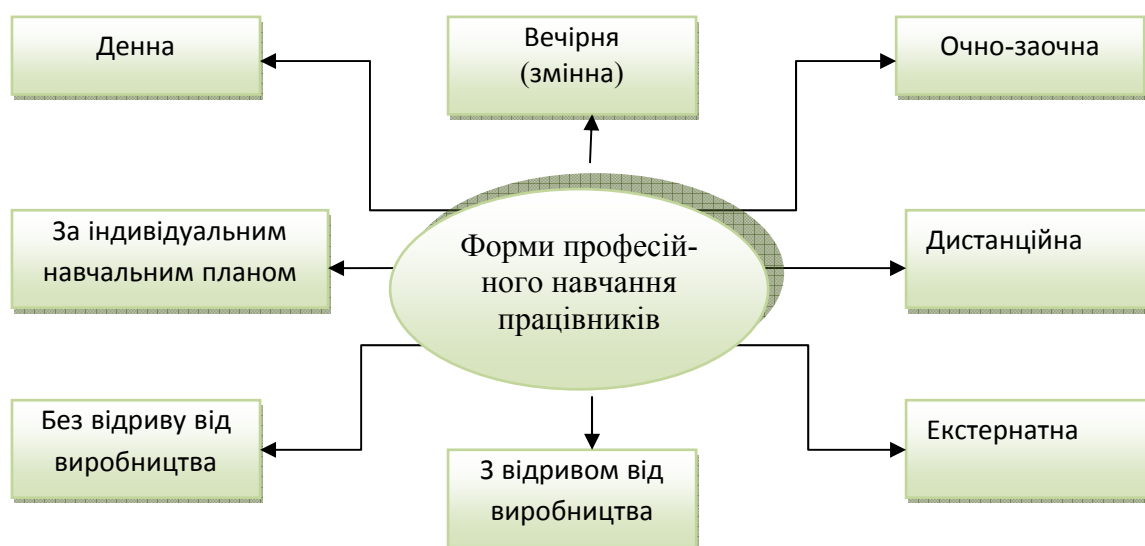 Денна
Вечірня
(змінна)
Очно-заочна
За індивідуальним
навчальним планом
Форми професій-
ного навчання
працівників
Дистанційна
Без відриву від
виробництва
З відривом від
виробництва
Екстернатна